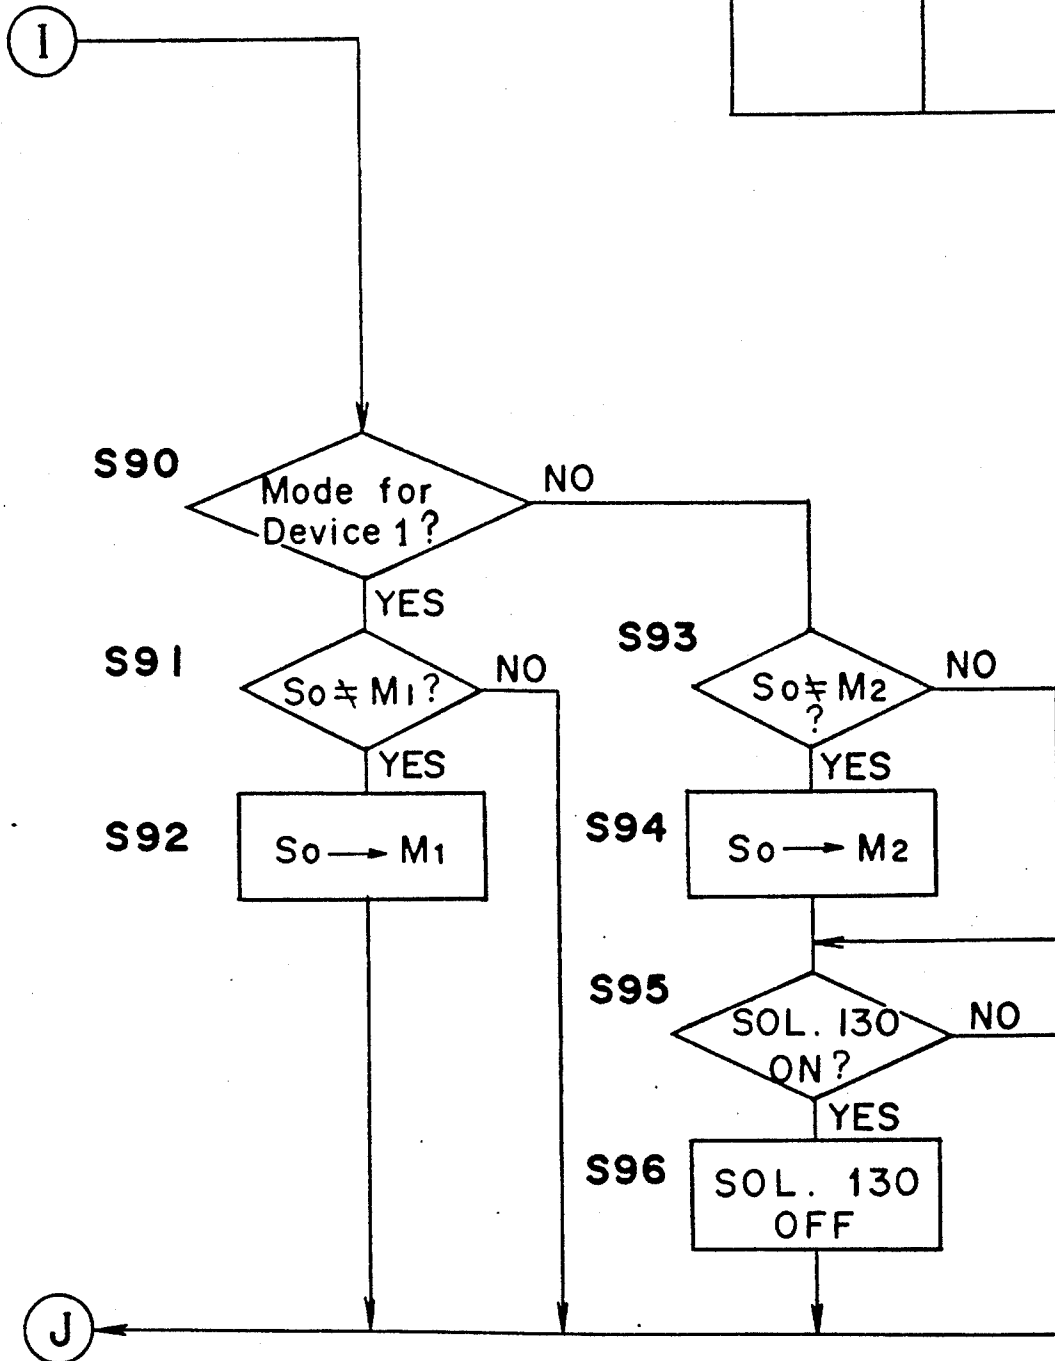 I
S90
Mode for
Device 1?
NO
YES
S91
So ≠ M1?
NO
YES
S92
So → M1
S93
So ≠ M2
?
NO
YES
S94
So → M2
S95
SOL. 130
ON?
NO
YES
S96
SOL. 130
OFF
J